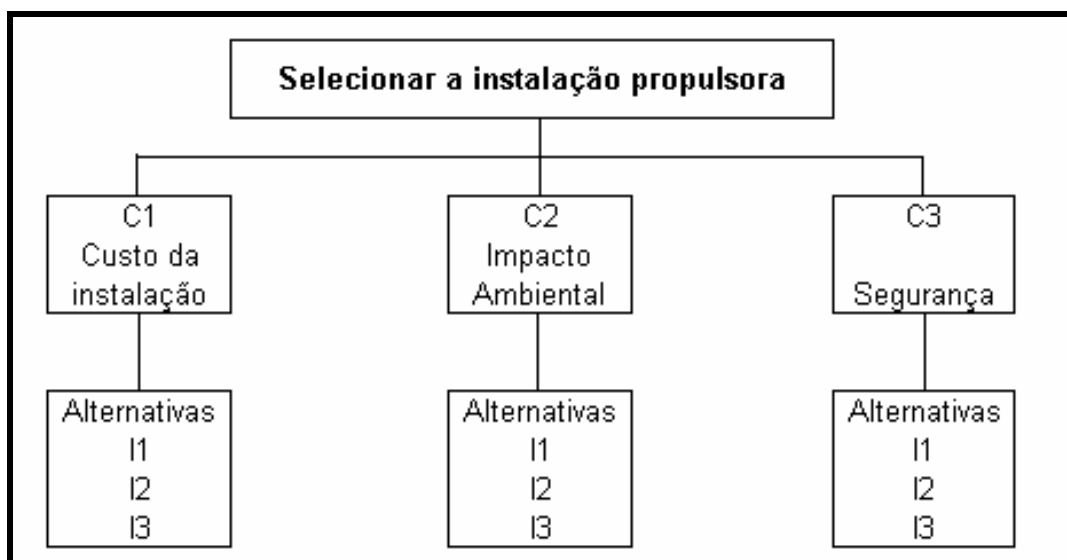 Selecionar a instalação propulsora
C1
Custo da
instalação
C2
Impacto
Ambiental
C3
Segurança
Alternativas
I1
I2
I3
Alternativas
I1
I2
I3
Alternativas
I1
I2
I3